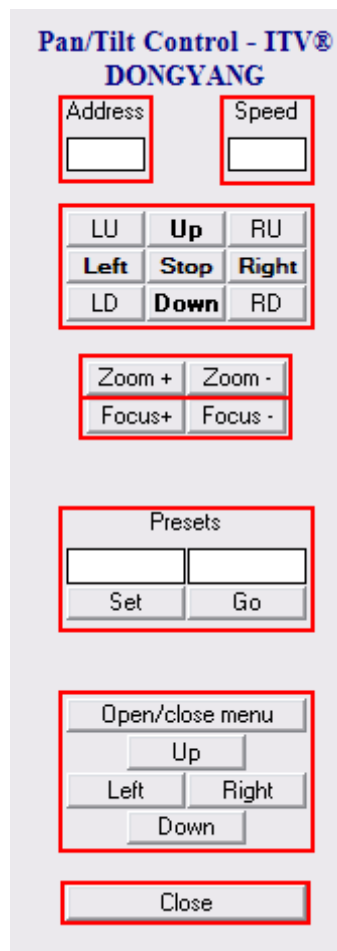 Pan/Tilt Control - ITV®
DONGYANG
Address Speed
LU Up RU
Left Stop Right
LD Down RD
Zoom + Zoom -
Focus+ Focus -
Presets
Set Go
Open/close menu
Up
Left Right
Down
Close